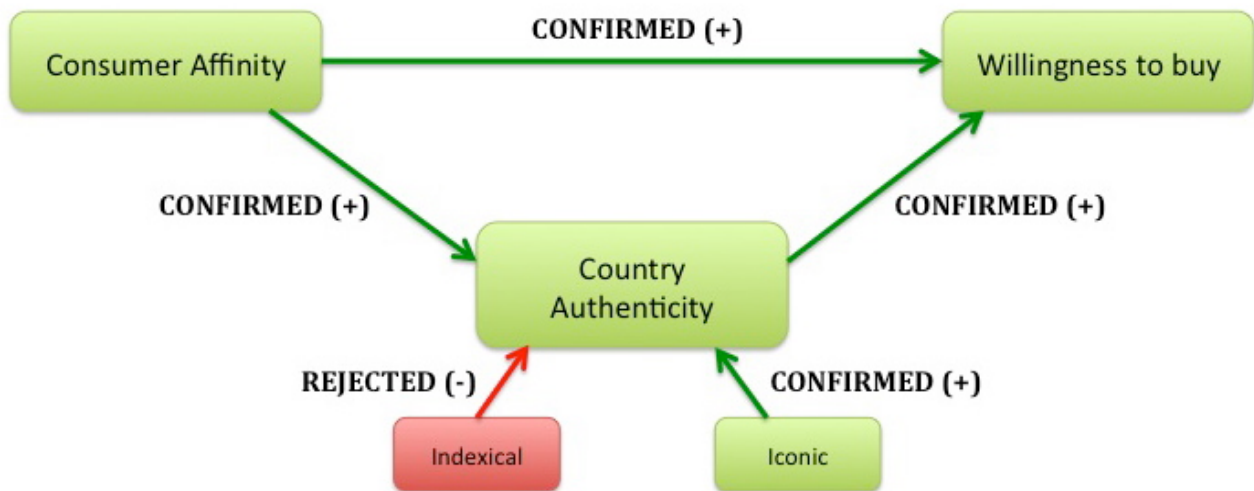 CONFIRMED (+)
Consumer Affinity
Willingness to buy
CONFIRMED (+)
CONFIRMED (+)
Country
Authenticity
REJECTED (-)
CONFIRMED (+)
Indexical
Iconic